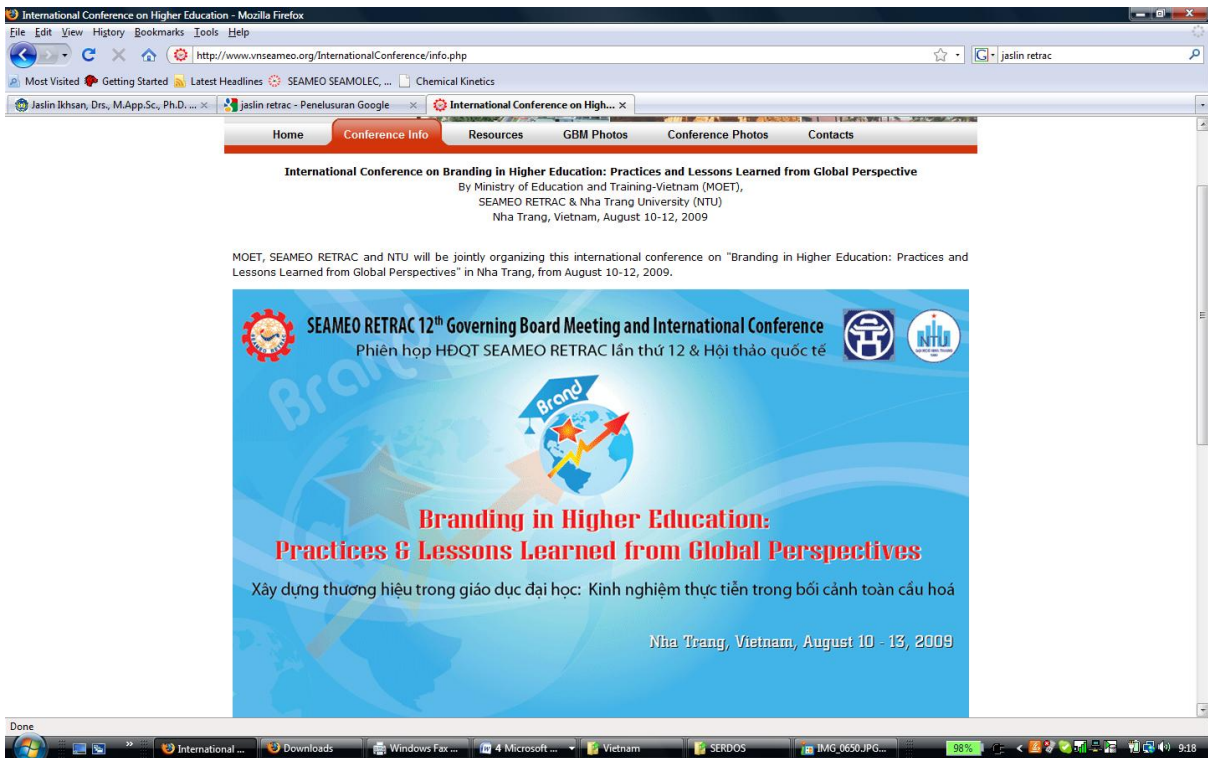 International Conference on Higher Education - Mozilla Firefox
File Edit View History Bookmarks Tools Help
http://www.vnseameo.org/InternationalConference/info.php
jaslin retrac
Most Visited Getting Started Latest Headlines SEAMEO SEAMOLEC, ... Chemical Kinetics
Jaslin Ikhsan, Drs., M.App.Sc., Ph.D. ... jaslin retrac - Penelusuran Google International Conference on High...
Home Conference Info Resources GBM Photos Conference Photos Contacts
International Conference on Branding in Higher Education: Practices and Lessons Learned from Global Perspective
By Ministry of Education and Training-Vietnam (MOET),
SEAMEO RETRAC & Nha Trang University (NTU)
Nha Trang, Vietnam, August 10-12, 2009
MOET, SEAMEO RETRAC and NTU will be jointly organizing this international conference on "Branding in Higher Education: Practices and
Lessons Learned from Global Perspectives" in Nha Trang, from August 10-12, 2009.
SEAMEO RETRAC 12th Governing Board Meeting and International Conference
Phiên họp HĐQT SEAMEO RETRAC lần thứ 12 & Hội thảo quốc tế
NTU
Brand
Brand
Branding in Higher Education:
Practices & Lessons Learned from Global Perspectives
Xây dựng thương hiệu trong giáo dục đại học: Kinh nghiệm thực tiễn trong bối cảnh toàn cầu hoá
Nha Trang, Vietnam, August 10 - 13, 2009
Done
International ... Downloads Windows Fax ... 4 Microsoft ... Vietnam SERDOS IMG_0650.JPG... 98% 9:18